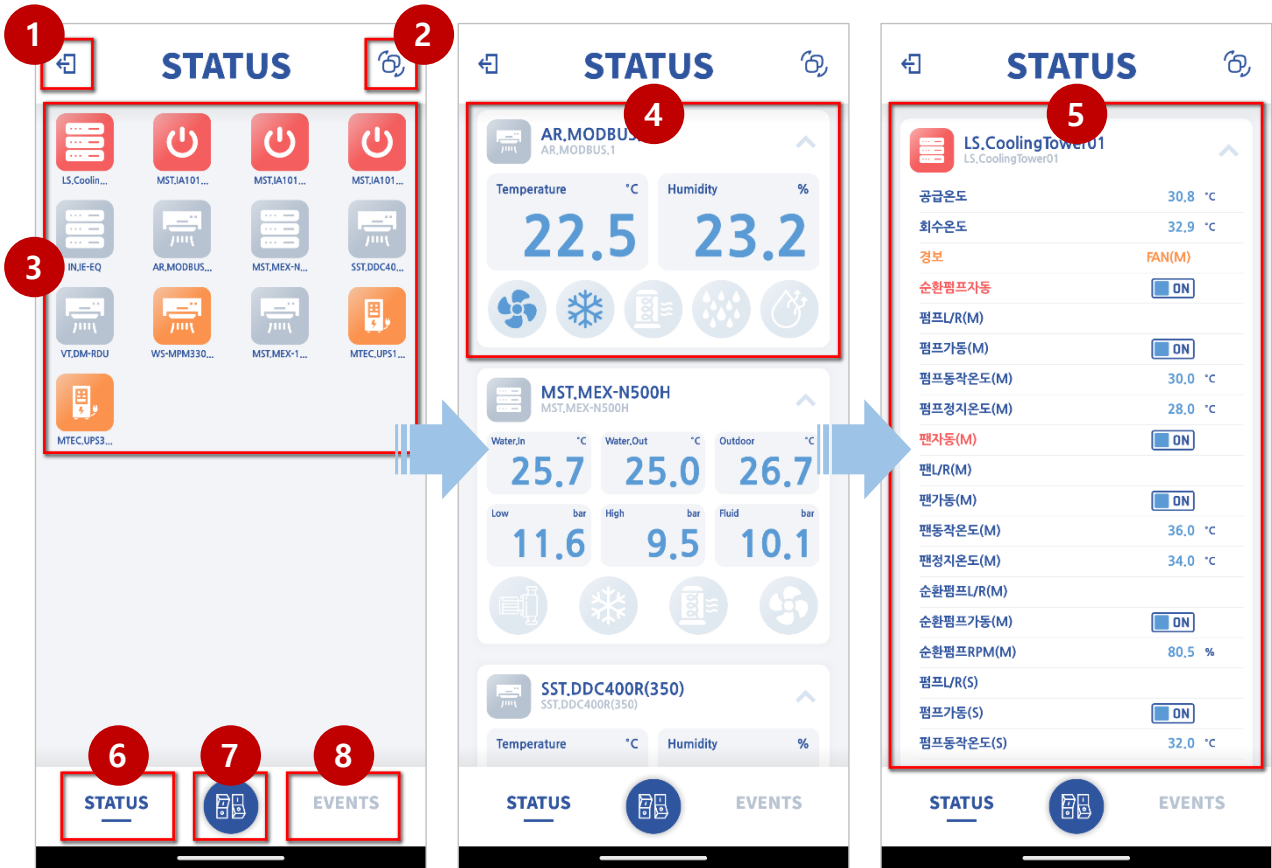 1
2
STATUS
LS.Coolin...
MST.IA101...
MST.IA101...
MST.IA101...
3
IN.IE-EQ
AR.MODBUS...
MST.MEX-N...
SST.DDC40...
VT.DM-RDU
WS-MPM330...
MST.MEX-1...
MTEC.UPS1...
MTEC.UPS3...
6
7
8
STATUS
EVENTS
STATUS
4
AR.MODBUS.
AR.MODBUS.1
Temperature °C
Humidity %
22.5
23.2
MST.MEX-N500H
MST.MEX-N500H
Water.In °C
Water.Out °C
Outdoor °C
25.7
25.0
26.7
Low bar
High bar
Fluid bar
11.6
9.5
10.1
SST.DDC400R(350)
SST.DDC400R(350)
Temperature °C
Humidity %
STATUS
EVENTS
STATUS
5
LS.CoolingTower01
LS.CoolingTower01
공급온도 30.8 °C
회수온도 32.9 °C
경보 FAN(M)
순환펌프자동 ON
펌프L/R(M)
펌프가동(M) ON
펌프동작온도(M) 30.0 °C
펌프정지온도(M) 28.0 °C
팬자동(M) ON
팬L/R(M)
팬가동(M) ON
팬동작온도(M) 36.0 °C
팬정지온도(M) 34.0 °C
순환펌프L/R(M)
순환펌프가동(M) ON
순환펌프RPM(M) 80.5 %
펌프L/R(S)
펌프가동(S) ON
펌프동작온도(S) 32.0 °C
STATUS
EVENTS